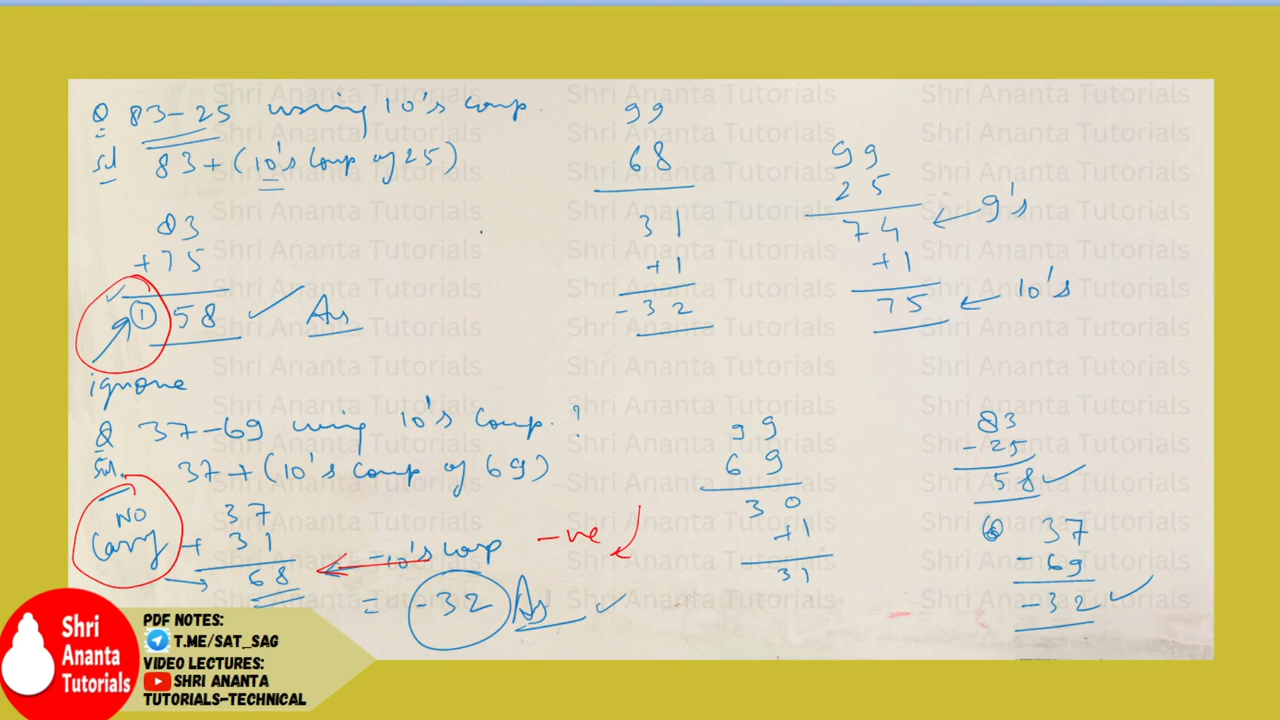 Q 83-25 using 10's comp.
Sol 83+(10's comp of 25)
83
+75
1 58 Ans
ignore
99
68
31
+1
-32
99
25
74 ← 9's
+1
75 ← 10's
Q 37-69 using 10's comp. ?
Sol. 37+(10's comp of 69)
NO Carry
37
+ 31
68
-10's comp -ve
= -32 Ans
99
69
30
+1
31
83
-25
58
37
-69
-32
Shri Ananta Tutorials
PDF NOTES:
T.ME/SAT_SAG
VIDEO LECTURES:
SHRI ANANTA
TUTORIALS-TECHNICAL
Shri
Ananta
Tutorials